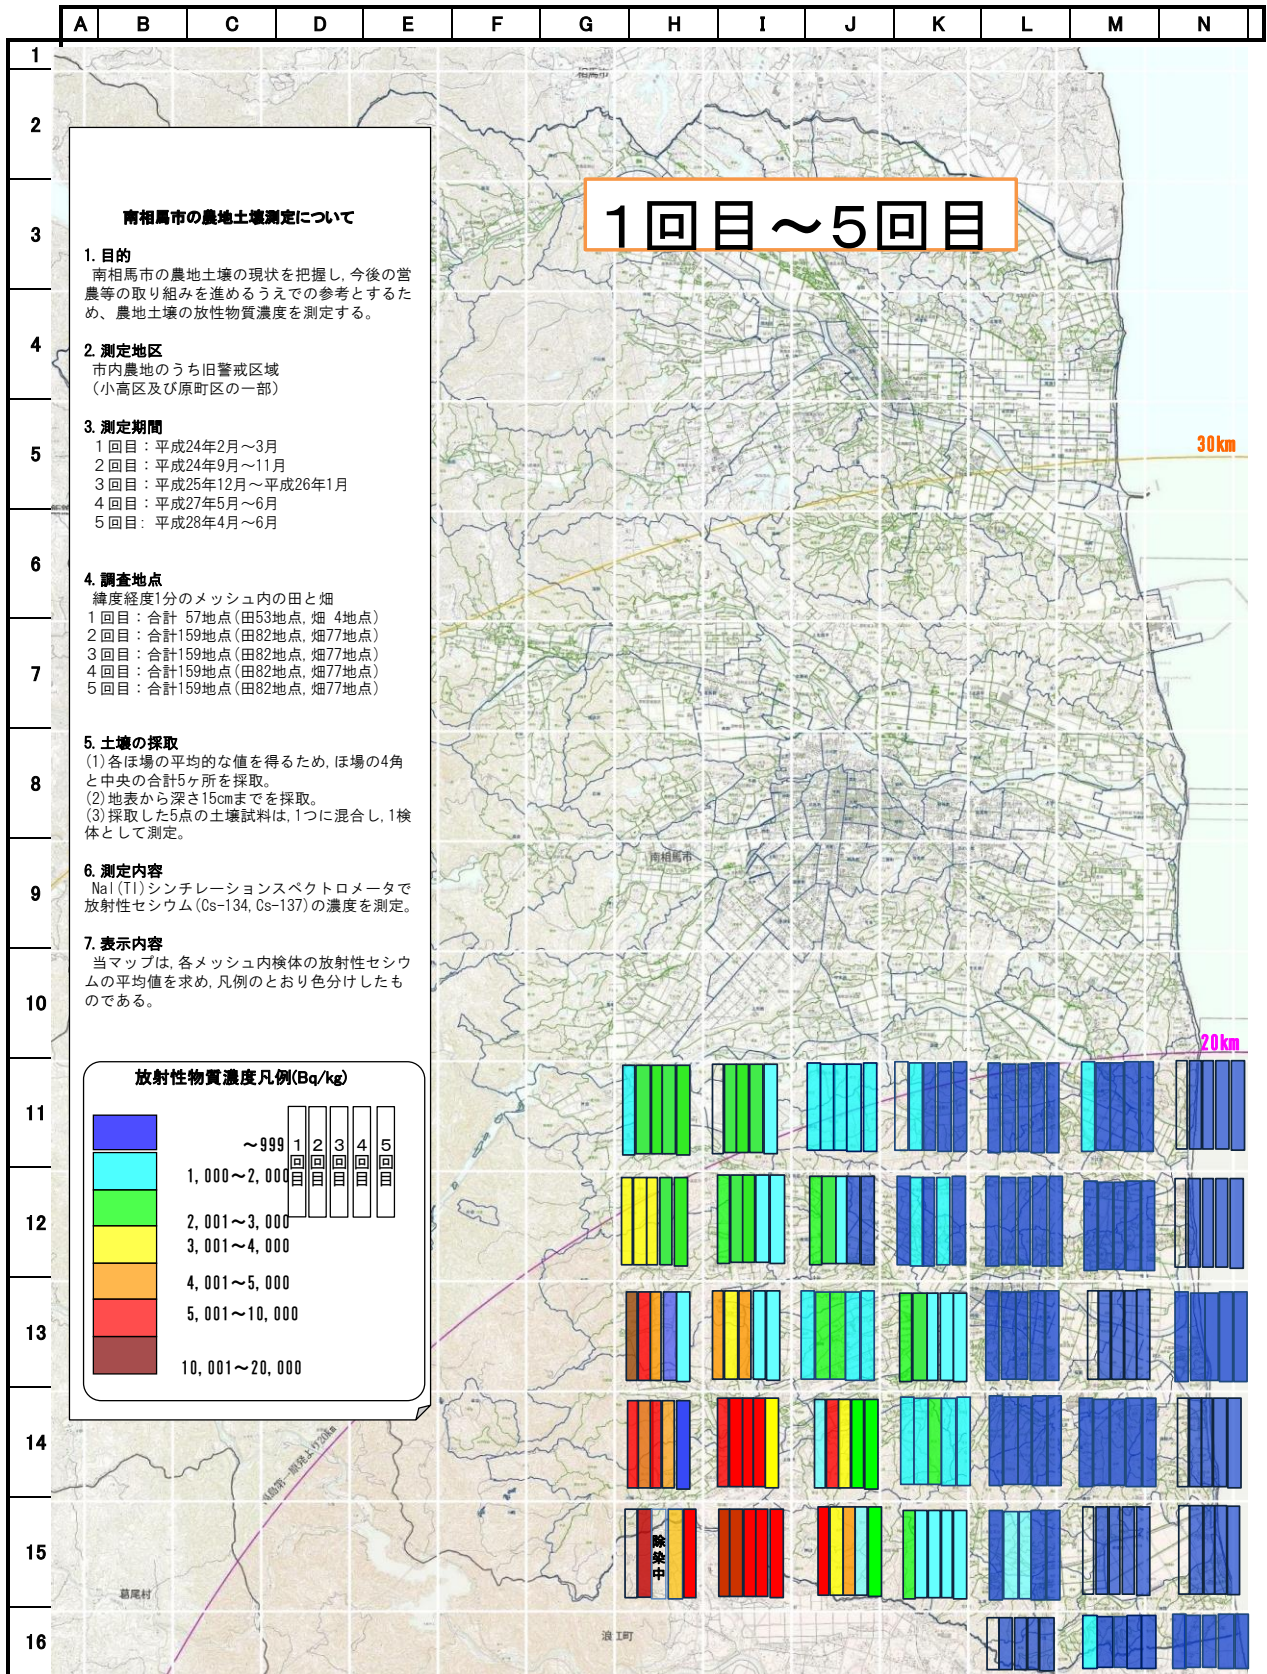 A B C D E F G H I J K L M N
1
2
3
4
5
6
7
8
9
10
11
12
13
14
15
16
1回目～5回目
南相馬市の農地土壌測定について
1. 目的
南相馬市の農地土壌の現状を把握し, 今後の営
農等の取り組みを進めるうえでの参考とするた
め、農地土壌の放性物質濃度を測定する。
2. 測定地区
市内農地のうち旧警戒区域
（小高区及び原町区の一部）
3. 測定期間
1回目：平成24年2月～3月
2回目：平成24年9月～11月
3回目：平成25年12月～平成26年1月
4回目：平成27年5月～6月
5回目：平成28年4月～6月
4. 調査地点
緯度経度1分のメッシュ内の田と畑
1回目：合計 57地点(田53地点, 畑 4地点)
2回目：合計159地点(田82地点, 畑77地点)
3回目：合計159地点(田82地点, 畑77地点)
4回目：合計159地点(田82地点, 畑77地点)
5回目：合計159地点(田82地点, 畑77地点)
5. 土壌の採取
(1)各ほ場の平均的な値を得るため, ほ場の4角
と中央の合計5ヶ所を採取。
(2)地表から深さ15cmまでを採取。
(3)採取した5点の土壌試料は, 1つに混合し, 1検
体として測定。
6. 測定内容
NaI(Tl)シンチレーションスペクトロメータで
放射性セシウム(Cs-134, Cs-137)の濃度を測定。
7. 表示内容
当マップは, 各メッシュ内検体の放射性セシウ
ムの平均値を求め, 凡例のとおり色分けしたも
のである。
放射性物質濃度凡例(Bq/kg)
～999
1,000～2,000
2,001～3,000
3,001～4,000
4,001～5,000
5,001～10,000
10,001～20,000
1回目
2回目
3回目
4回目
5回目
30km
20km
南相馬市
福島第一原発より20km
除染中
葛尾村
浪江町